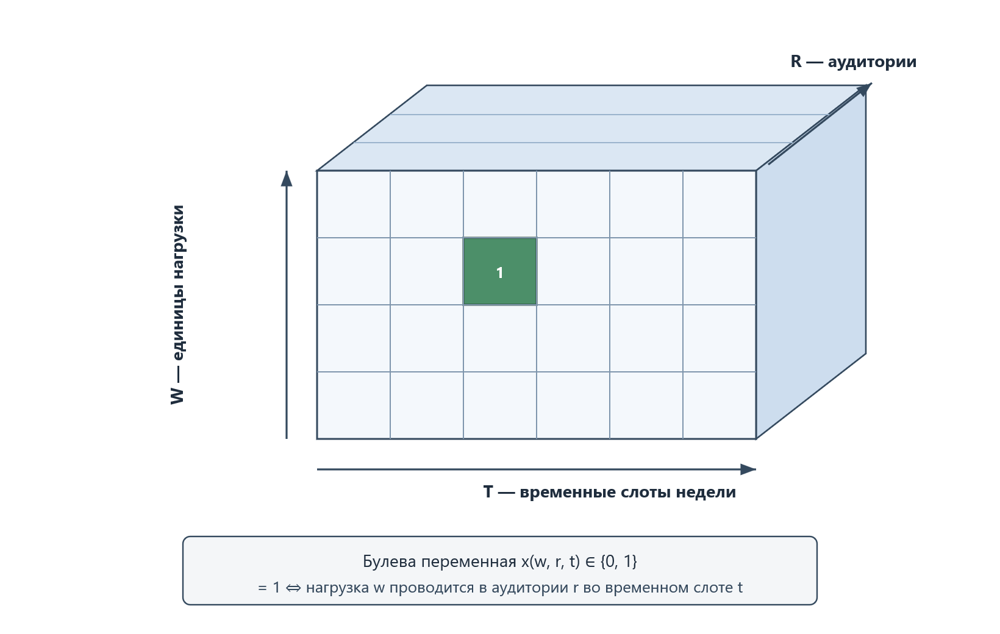 R — аудитории
W — единицы нагрузки
1
T — временные слоты недели
Булева переменная x(w, r, t) ∈ {0, 1}
= 1 ⇔ нагрузка w проводится в аудитории r во временном слоте t